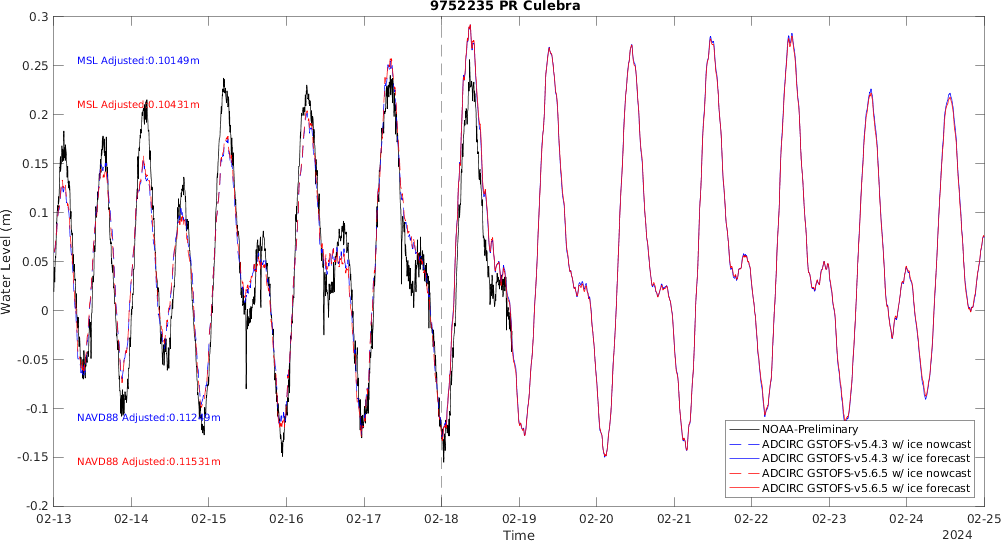 9752235 PR Culebra
0.3
0.25
0.2
0.15
0.1
0.05
0
-0.05
-0.1
-0.15
-0.2
Water Level (m)
MSL Adjusted:0.10149m
MSL Adjusted:0.10431m
NAVD88 Adjusted:0.11249m
NAVD88 Adjusted:0.11531m
NOAA-Preliminary
ADCIRC GSTOFS-v5.4.3 w/ ice nowcast
ADCIRC GSTOFS-v5.4.3 w/ ice forecast
ADCIRC GSTOFS-v5.6.5 w/ ice nowcast
ADCIRC GSTOFS-v5.6.5 w/ ice forecast
02-13 02-14 02-15 02-16 02-17 02-18 02-19 02-20 02-21 02-22 02-23 02-24 02-25
Time
2024